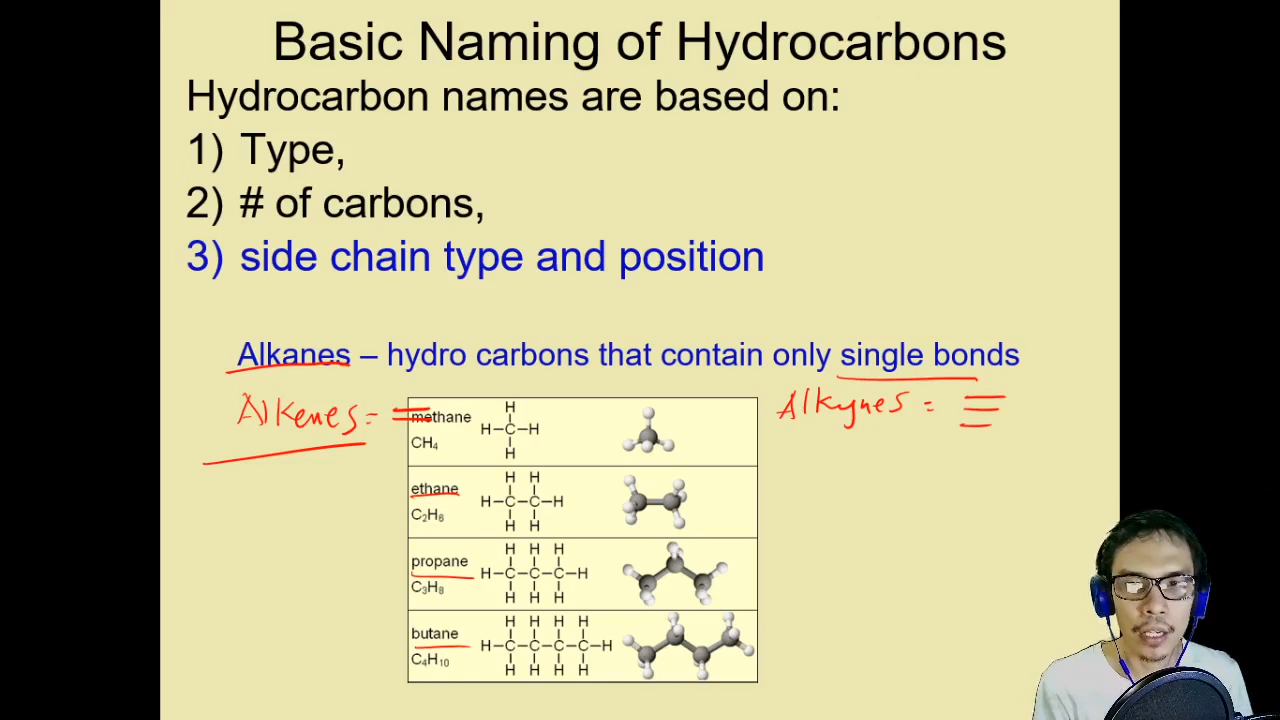 Basic Naming of Hydrocarbons
Hydrocarbon names are based on:
1) Type,
2) # of carbons,
3) side chain type and position
Alkanes – hydro carbons that contain only single bonds
Alkenes =
Alkynes =
methane
CH₄
H
H–C–H
H
ethane
C₂H₆
H H
H–C–C–H
H H
propane
C₃H₈
H H H
H–C–C–C–H
H H H
butane
C₄H₁₀
H H H H
H–C–C–C–C–H
H H H H